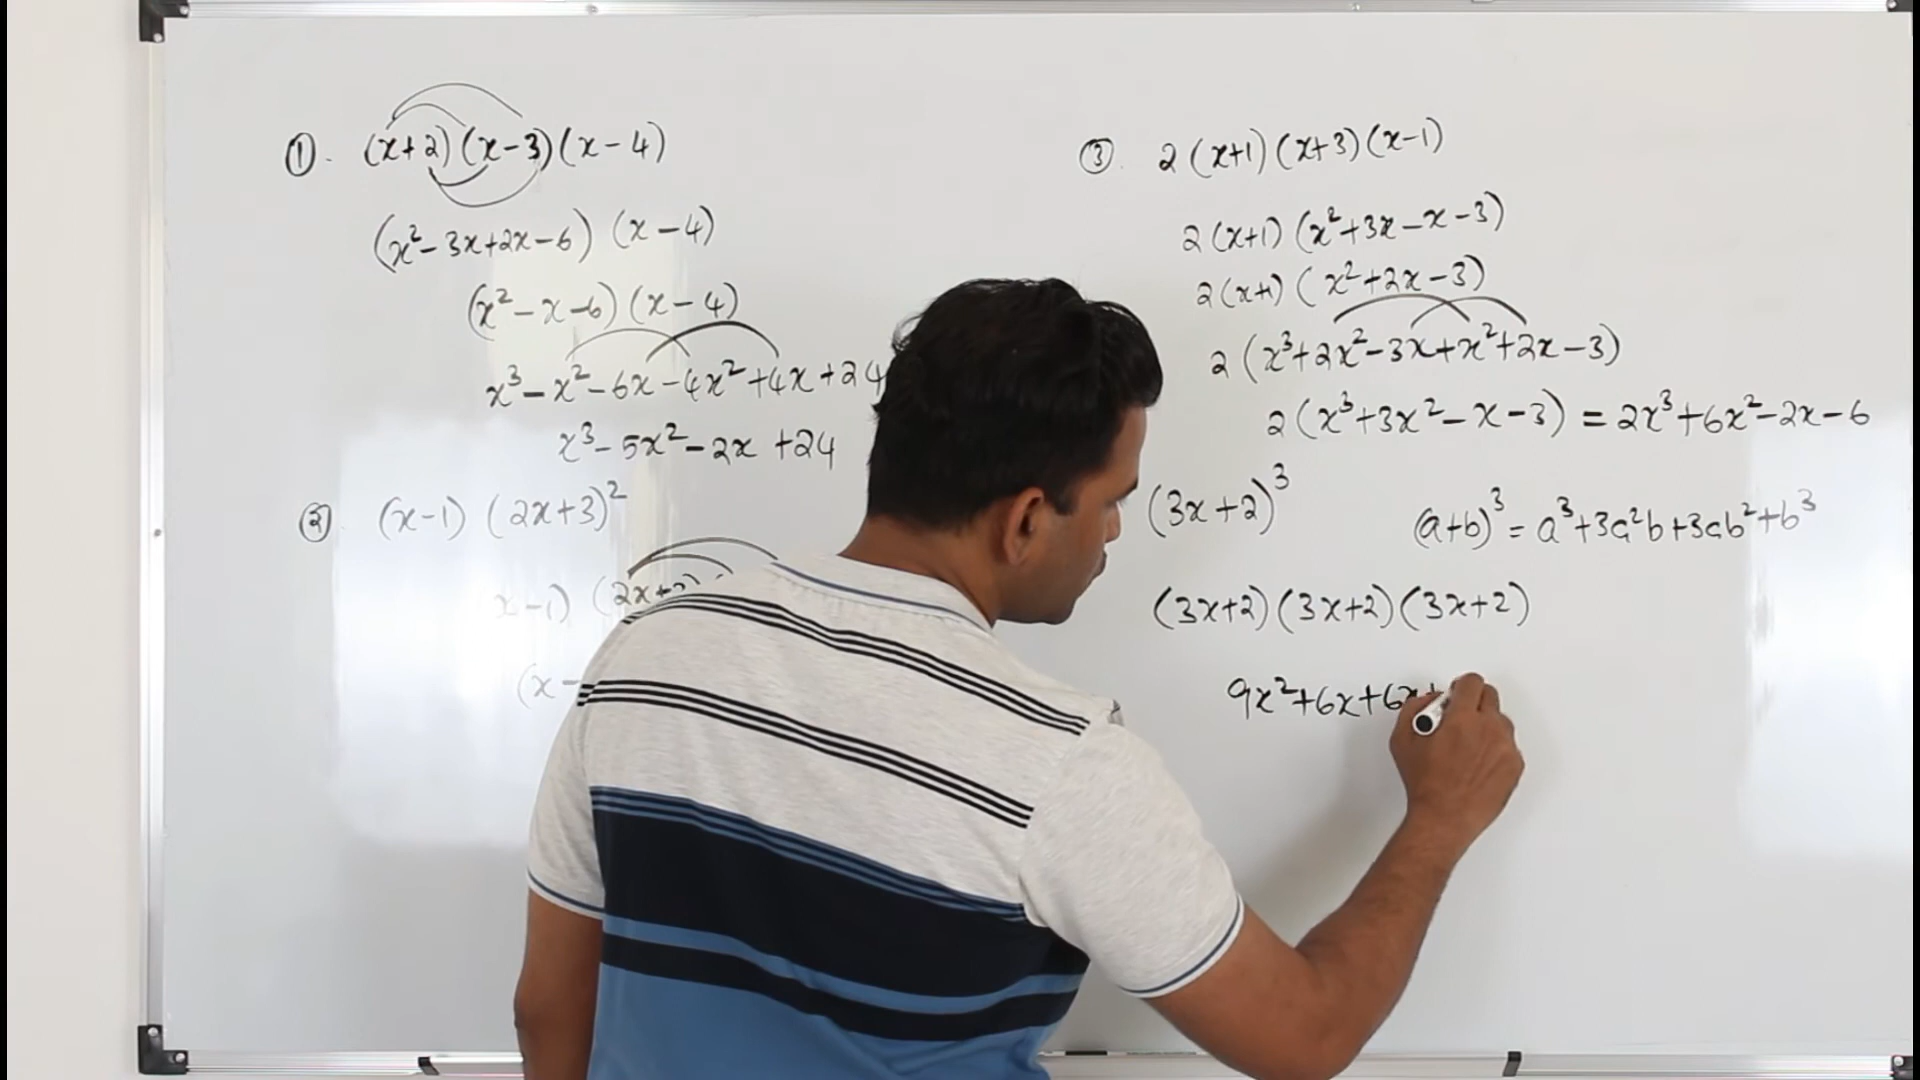 ① (x+2)(x-3)(x-4)
(x²-3x+2x-6) (x-4)
(x²-x-6)(x-4)
x³-x²-6x-4x²+4x+24
x³-5x²-2x+24
② (x-1) (2x+3)²
x-1) (2x+
(x-
③ 2(x+1)(x+3)(x-1)
2(x+1)(x²+3x-x-3)
2(x+1)(x²+2x-3)
2(x³+2x²-3x+x²+2x-3)
2(x³+3x²-x-3) = 2x³+6x²-2x-6
(3x+2)³ (a+b)³ = a³+3a²b+3ab²+b³
(3x+2)(3x+2)(3x+2)
9x²+6x+6x+